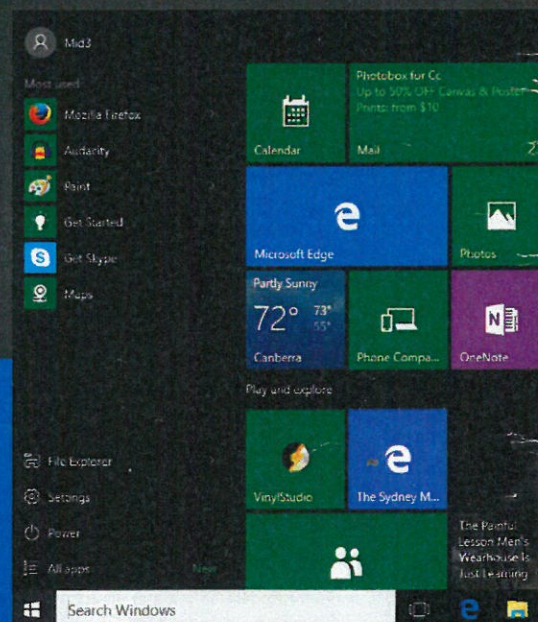 Mid3
Most used
Mozilla Firefox
Audacity
Paint
Get Started
Get Skype
Maps
File Explorer
Settings
Power
All apps
New
Search Windows
Calendar
Photobox for Cc
Up to 50% OFF Canvas & Poster
Prints: from $10
Mail
Microsoft Edge
Photos
Partly Sunny
72° 73°
55°
Canberra
Phone Compa...
OneNote
Play and explore
VinylStudio
The Sydney M...
The Painful
Lesson Men's
Wearhouse Is
Just Learning